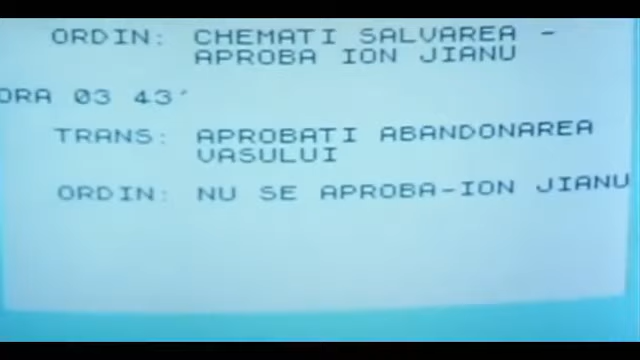 ORDIN: CHEMATI SALVAREA -
APROBA ION JIANU
ORA 03 43'
TRANS: APROBATI ABANDONAREA
VASULUI
ORDIN: NU SE APROBA-ION JIANU